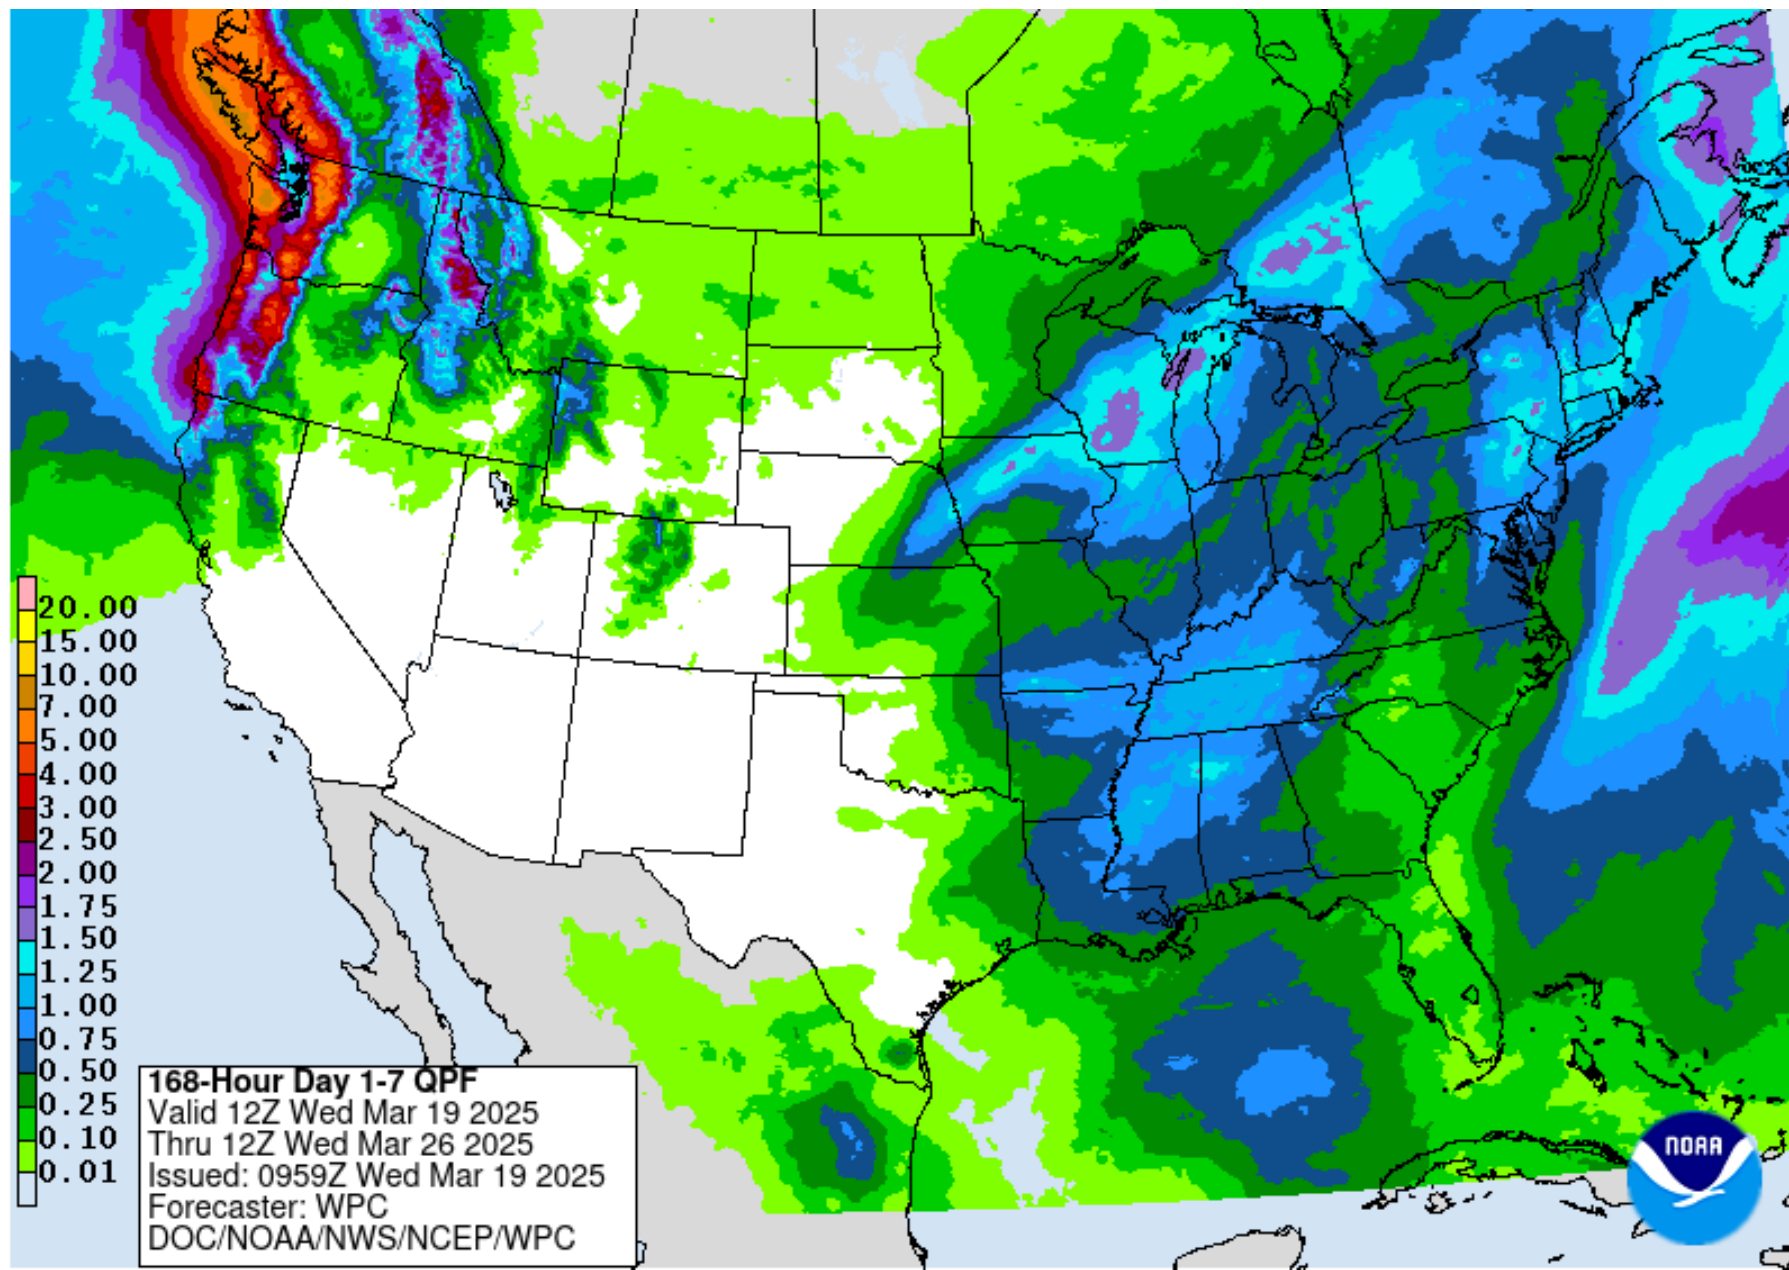 20.00
15.00
10.00
7.00
5.00
4.00
3.00
2.50
2.00
1.75
1.50
1.25
1.00
0.75
0.50
0.25
0.10
0.01
168-Hour Day 1-7 QPF
Valid 12Z Wed Mar 19 2025
Thru 12Z Wed Mar 26 2025
Issued: 0959Z Wed Mar 19 2025
Forecaster: WPC
DOC/NOAA/NWS/NCEP/WPC
NOAA